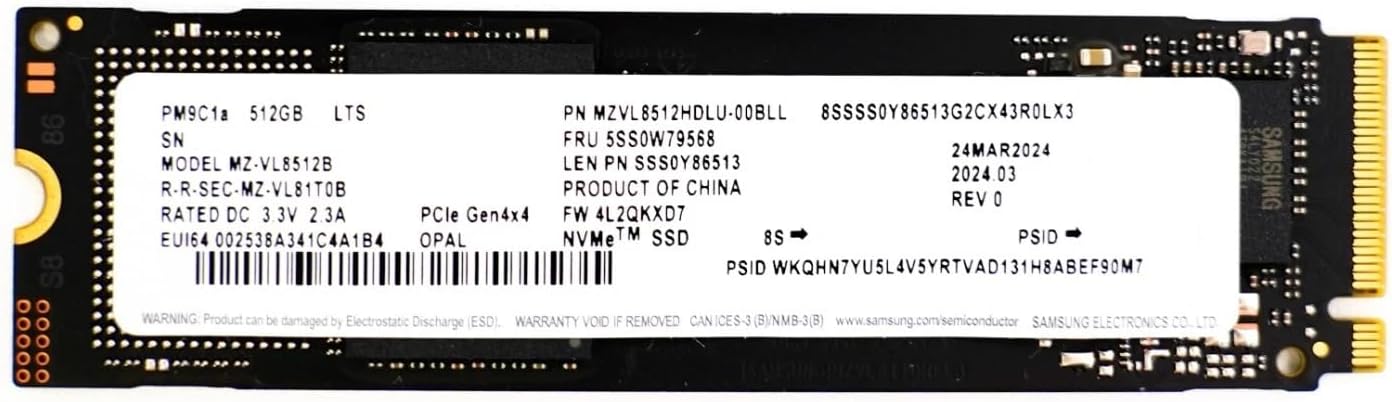 PM9C1a 512GB LTS PN MZVL8512HDLU-00BLL 8SSSS0Y86513G2CX43R0LX3
SN FRU 5SS0W79568
MODEL MZ-VL8512B LEN PN SSS0Y86513 24MAR2024
R-R-SEC-MZ-VL81T0B PRODUCT OF CHINA 2024.03
RATED DC 3.3V 2.3A PCIe Gen4x4 FW 4L2QKXD7 REV 0
EUI64 002538A341C4A1B4 OPAL NVMe™ SSD 8S ➡ PSID ➡
PSID WKQHN7YU5L4V5YRTVAD131H8ABEF90M7
WARNING: Product can be damaged by Electrostatic Discharge (ESD). WARRANTY VOID IF REMOVED CAN ICES-3 (B)/NMB-3(B) www.samsung.com/semiconductor SAMSUNG ELECTRONICS CO., LTD.
SAMSUNG
86
S8